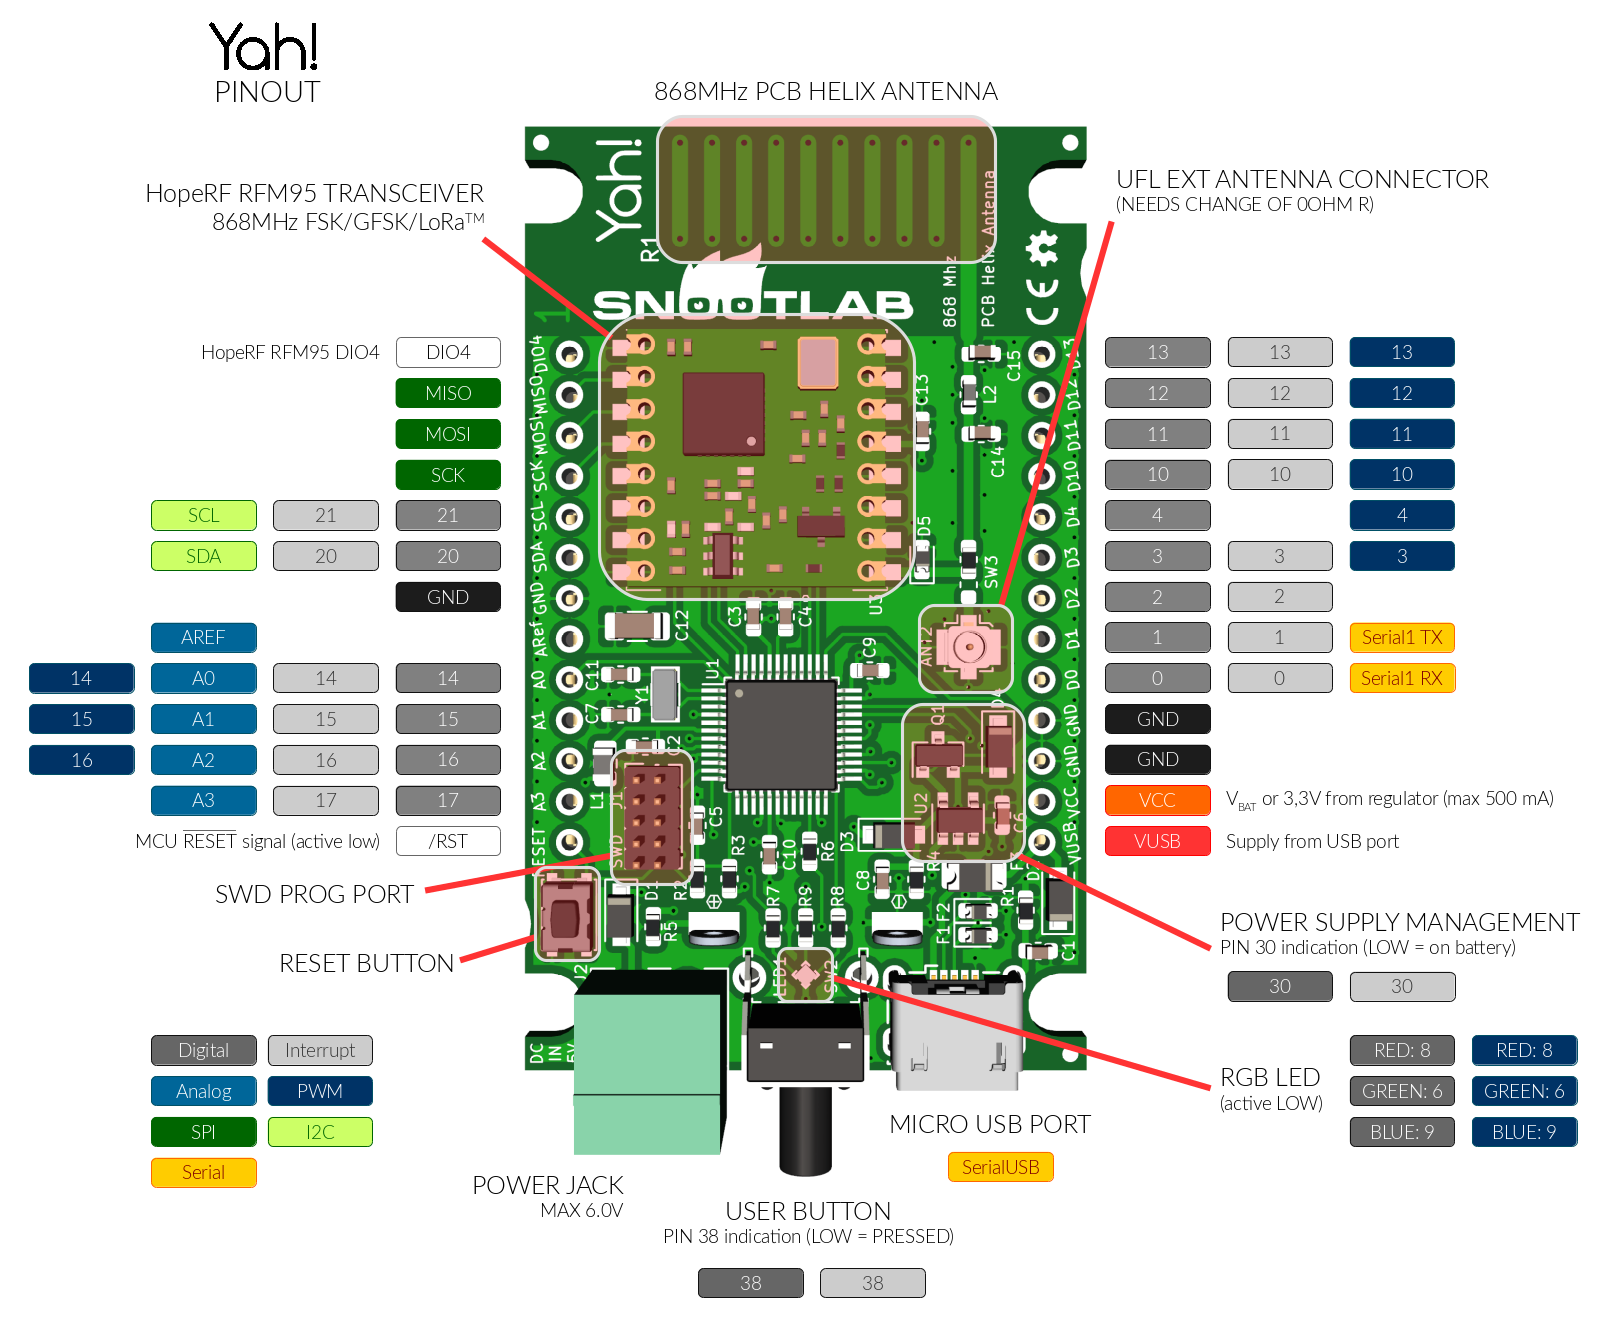 Yah!
PINOUT
868MHz PCB HELIX ANTENNA
HopeRF RFM95 TRANSCEIVER
868MHz FSK/GFSK/LoRa™
UFL EXT ANTENNA CONNECTOR
(NEEDS CHANGE OF 0OHM R)
Yah!
R1
SNOOTLAB
868 Mhz
PCB Helix Antenna
CE
1
HopeRF RFM95 DIO4 DIO4
MISO
MOSI
SCK
SCL 21 21
SDA 20 20
GND
AREF
14 A0 14 14
15 A1 15 15
16 A2 16 16
A3 17 17
MCU RESET signal (active low) /RST
DIO4
MISO
MOSI
SCK
SCL
SDA
GND
ARef
A0
A1
A2
A3
RESET
D13
D12
D11
D10
D4
D3
D2
D1
D0
GND
GND
VCC
VUSB
13 13 13
12 12 12
11 11 11
10 10 10
4 4
3 3 3
2 2
1 1 Serial1 TX
0 0 Serial1 RX
GND
GND
VCC VBAT or 3,3V from regulator (max 500 mA)
VUSB Supply from USB port
C15
C13
L2
C14
D5
SW3
U3
C3
C4
C12
C9
ANT2
U1
C11
Y1
C7
C2
L1
J1
SWD
C5
Q1
U2
C6
D3
R3
C10
R6
C8
R4
R2
D1
R5
R7
R9
R8
F1
F2
R1
C1
J2
LED1
SW2
DC
IN
5V
SWD PROG PORT
RESET BUTTON
POWER SUPPLY MANAGEMENT
PIN 30 indication (LOW = on battery)
30 30
RGB LED
(active LOW)
RED: 8 RED: 8
GREEN: 6 GREEN: 6
BLUE: 9 BLUE: 9
Digital Interrupt
Analog PWM
SPI I2C
Serial
MICRO USB PORT
SerialUSB
POWER JACK
MAX 6.0V
USER BUTTON
PIN 38 indication (LOW = PRESSED)
38 38